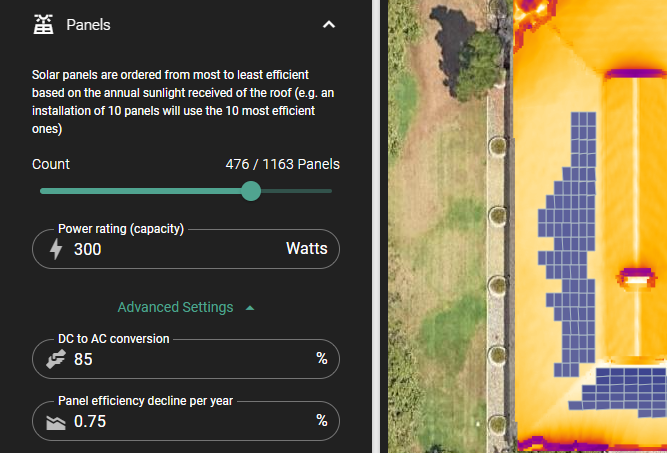 Panels
Solar panels are ordered from most to least efficient
based on the annual sunlight received of the roof (e.g. an
installation of 10 panels will use the 10 most efficient
ones)
Count 476 / 1163 Panels
Power rating (capacity)
300 Watts
Advanced Settings
DC to AC conversion
85 %
Panel efficiency decline per year
0.75 %